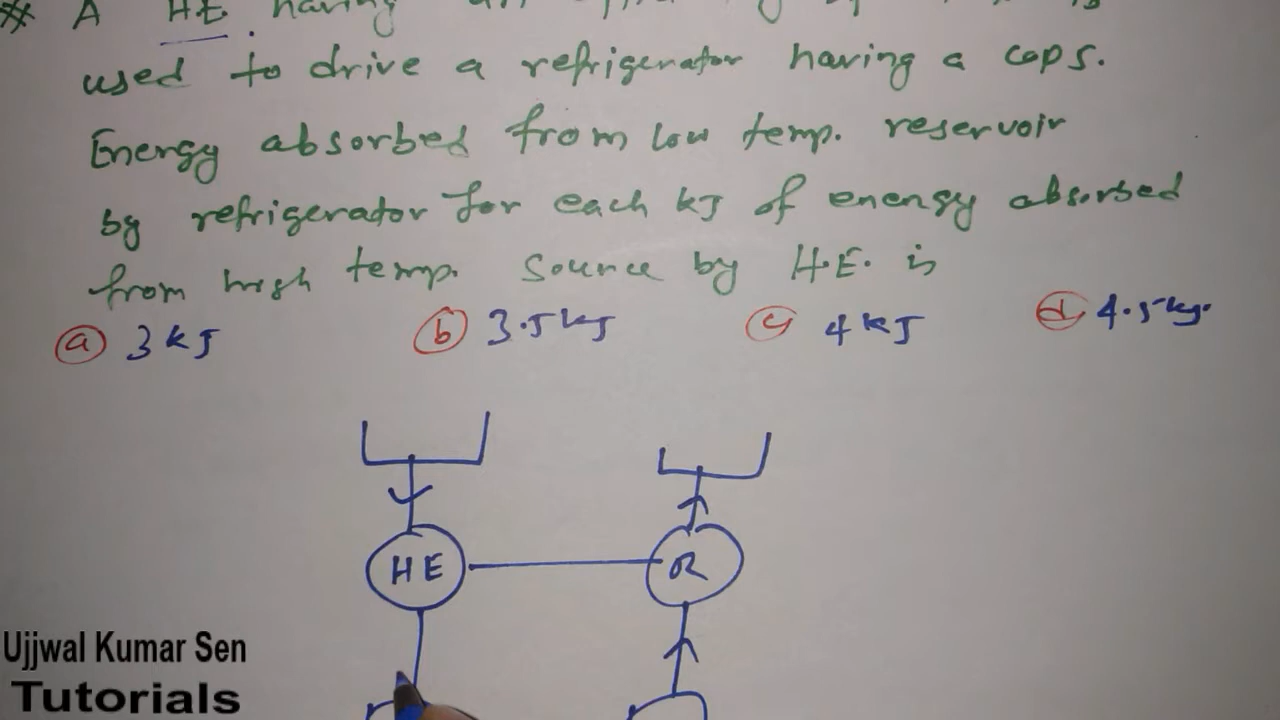 # A H.E. having
used to drive a refrigerator having a COP 5.
Energy absorbed from low temp. reservoir
by refrigerator for each kJ of energy absorbed
from high temp. source by H.E. is
(a) 3 kJ (b) 3.5 kJ (c) 4 kJ (d) 4.5 kJ.
HE R
Ujjwal Kumar Sen
Tutorials